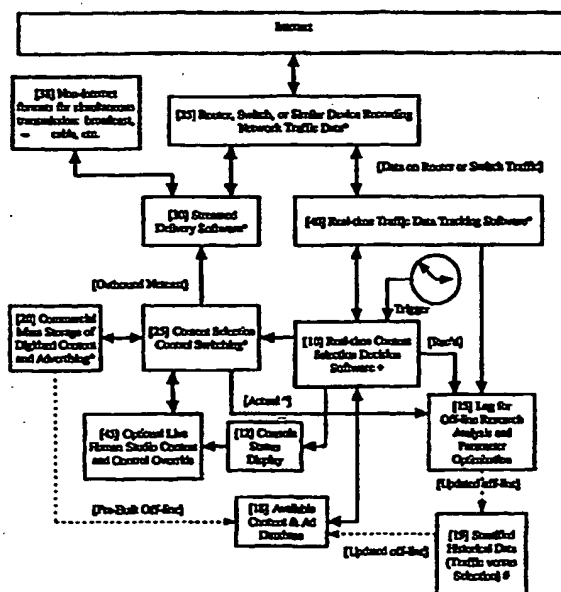 Internet
[38] Non-internet
formats for simultaneous
transmission: broadcast,
cable, etc.
[35] Router, Switch, or Similar Device Recording
Network Traffic Data*
[Data on Router or Switch Traffic]
[30] Streamed
Delivery Software*
[40] Real-time Traffic Data Tracking Software*
[Outbound Netcast]
Trigger
[20] Commercial
Mass Storage of
Digitized Content
and Advertising*
[25] Content Selection
Control Switching*
[10] Real-time Content
Selection Decision
Software +
[Actual *]
[15] Log for
Off-line Research
Analysis and
Parameter
Optimization
[43] Optional Live
Human Studio Content
and Control Override
[12] Console
Status
Display
[Updated off-line]
[Pre-Built Off-line]
[18] Available
Content & Ad
Database
[Updated off-line]
[19] Stratified
Historical Data
(Traffic versus
Selection) #